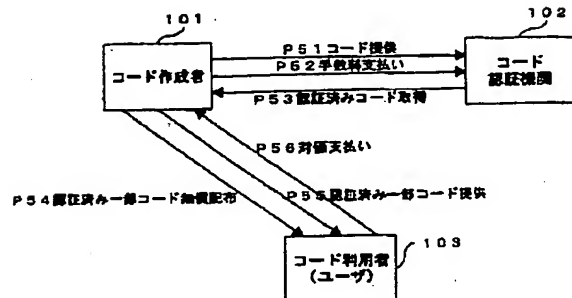 101
102
コード作成者
P51コード提供
P52手数料支払い
P53認証済みコード取得
コード
認証機関
P56対価支払い
P54認証済み一部コード無償配布
P55認証済み一部コード提供
コード利用者
(ユーザ)
103